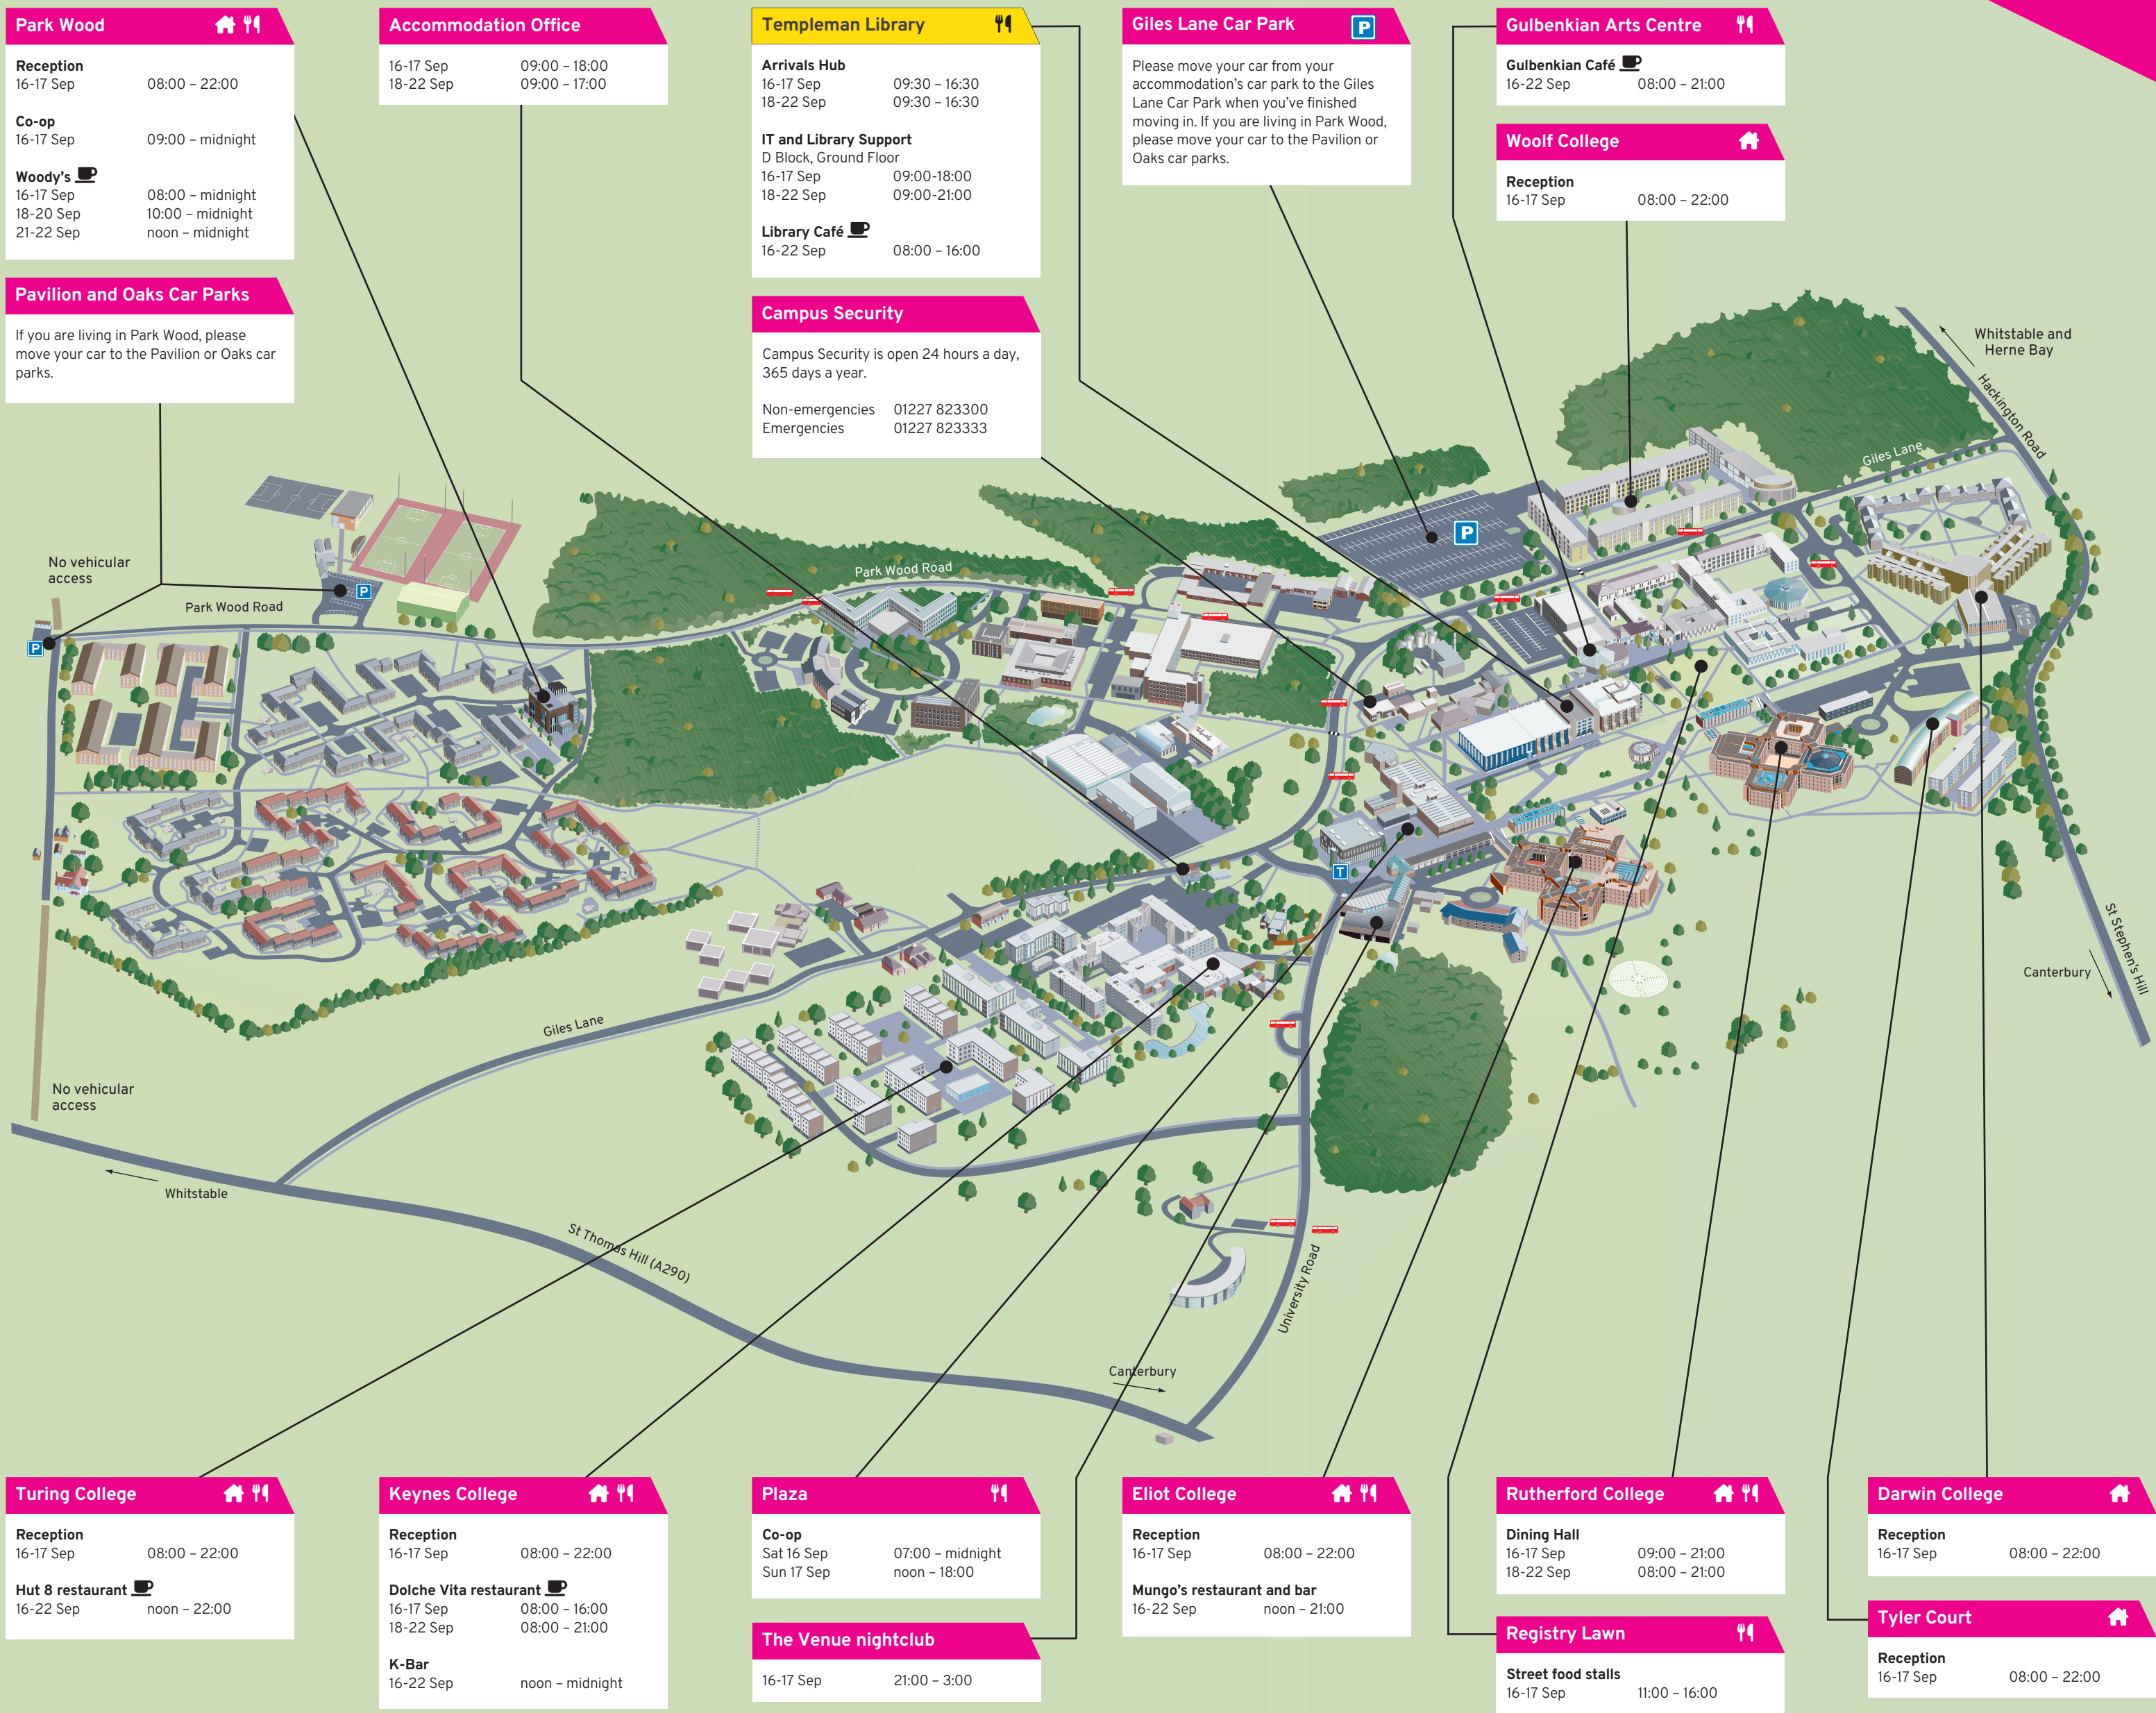 Park Wood
Reception
16-17 Sep 08:00 – 22:00
Co-op
16-17 Sep 09:00 – midnight
Woody's
16-17 Sep 08:00 – midnight
18-20 Sep 10:00 – midnight
21-22 Sep noon – midnight
Accommodation Office
16-17 Sep 09:00 – 18:00
18-22 Sep 09:00 – 17:00
Templeman Library
Arrivals Hub
16-17 Sep 09:30 – 16:30
18-22 Sep 09:30 – 16:30
IT and Library Support
D Block, Ground Floor
16-17 Sep 09:00-18:00
18-22 Sep 09:00-21:00
Library Café
16-22 Sep 08:00 – 16:00
Giles Lane Car Park P
Please move your car from your
accommodation's car park to the Giles
Lane Car Park when you've finished
moving in. If you are living in Park Wood,
please move your car to the Pavilion or
Oaks car parks.
Gulbenkian Arts Centre
Gulbenkian Café
16-22 Sep 08:00 – 21:00
Woolf College
Reception
16-17 Sep 08:00 – 22:00
Pavilion and Oaks Car Parks
If you are living in Park Wood, please
move your car to the Pavilion or Oaks car
parks.
Campus Security
Campus Security is open 24 hours a day,
365 days a year.
Non-emergencies 01227 823300
Emergencies 01227 823333
Whitstable and
Herne Bay
Hackington Road
Giles Lane
P
No vehicular
access
Park Wood Road
P
Park Wood Road
P
T
St Stephen's Hill
Canterbury
Giles Lane
No vehicular
access
Whitstable
St Thomas Hill (A290)
University Road
Canterbury
Turing College
Reception
16-17 Sep 08:00 – 22:00
Hut 8 restaurant
16-22 Sep noon – 22:00
Keynes College
Reception
16-17 Sep 08:00 – 22:00
Dolche Vita restaurant
16-17 Sep 08:00 – 16:00
18-22 Sep 08:00 – 21:00
K-Bar
16-22 Sep noon – midnight
Plaza
Co-op
Sat 16 Sep 07:00 – midnight
Sun 17 Sep noon – 18:00
The Venue nightclub
16-17 Sep 21:00 – 3:00
Eliot College
Reception
16-17 Sep 08:00 – 22:00
Mungo's restaurant and bar
16-22 Sep noon – 21:00
Rutherford College
Dining Hall
16-17 Sep 09:00 – 21:00
18-22 Sep 08:00 – 21:00
Registry Lawn
Street food stalls
16-17 Sep 11:00 – 16:00
Darwin College
Reception
16-17 Sep 08:00 – 22:00
Tyler Court
Reception
16-17 Sep 08:00 – 22:00